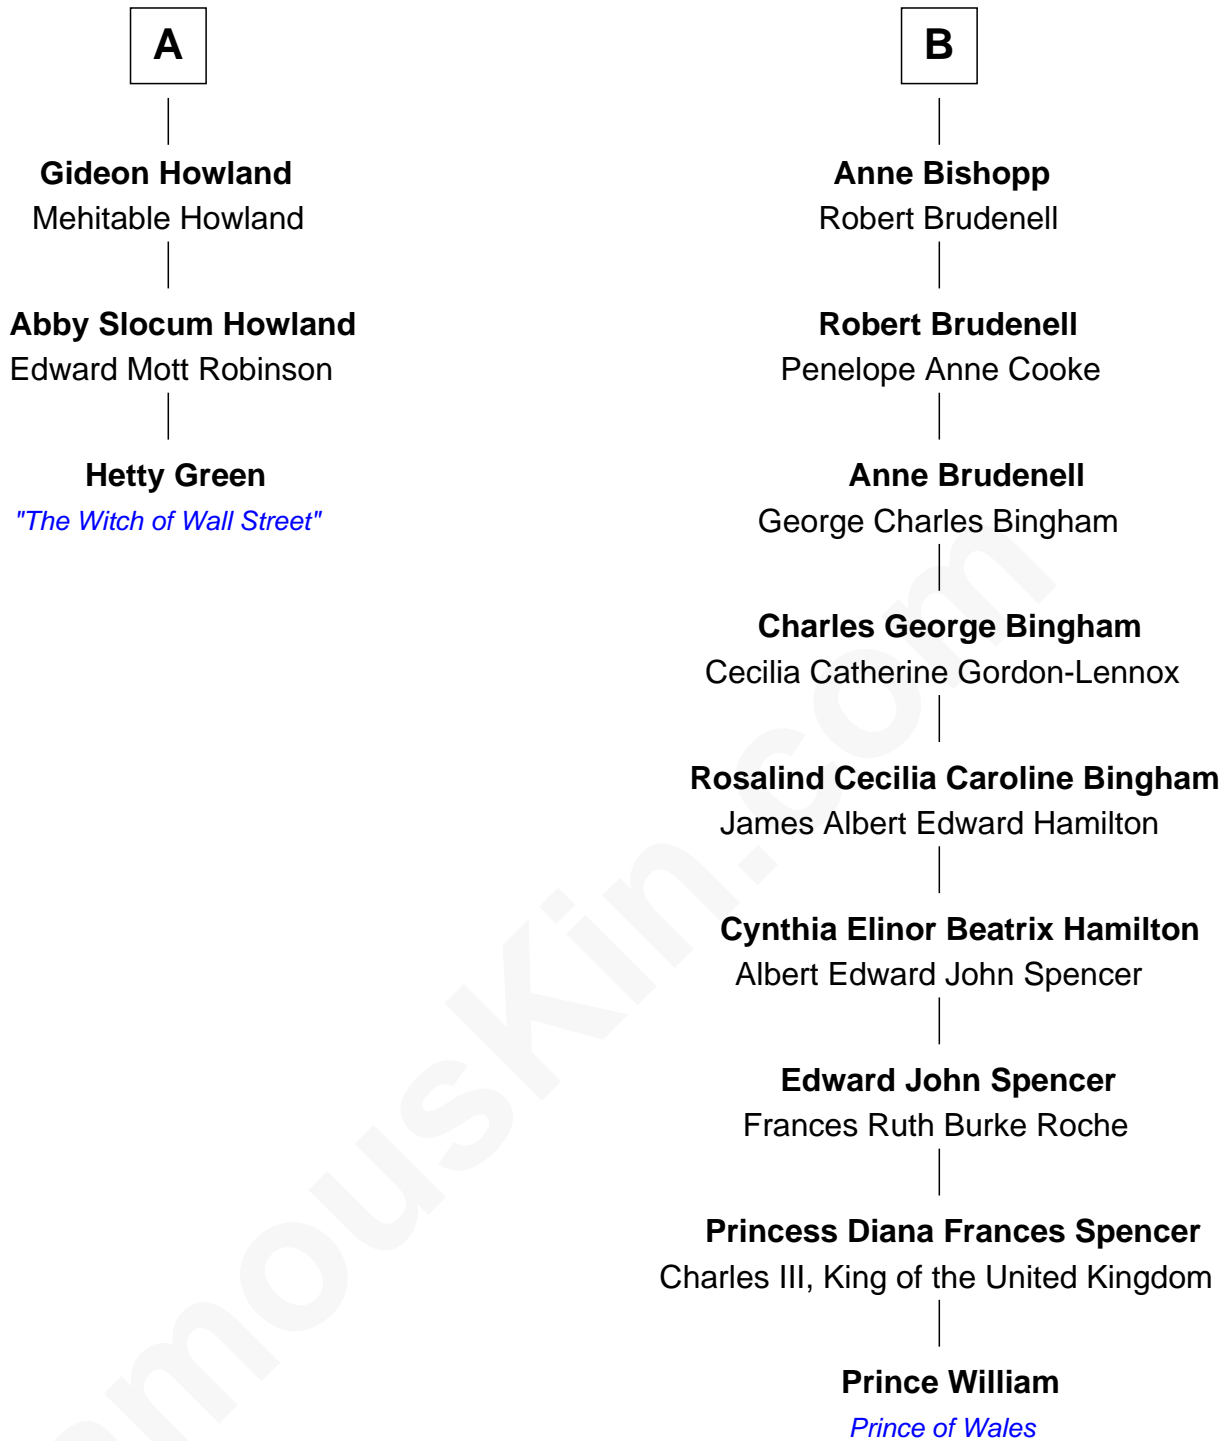 A
Gideon Howland
Mehitable Howland
Abby Slocum Howland
Edward Mott Robinson
Hetty Green
"The Witch of Wall Street"
B
Anne Bishopp
Robert Brudenell
Robert Brudenell
Penelope Anne Cooke
Anne Brudenell
George Charles Bingham
Charles George Bingham
Cecilia Catherine Gordon-Lennox
Rosalind Cecilia Caroline Bingham
James Albert Edward Hamilton
Cynthia Elinor Beatrix Hamilton
Albert Edward John Spencer
Edward John Spencer
Frances Ruth Burke Roche
Princess Diana Frances Spencer
Charles III, King of the United Kingdom
Prince William
Prince of Wales
amouskin.com